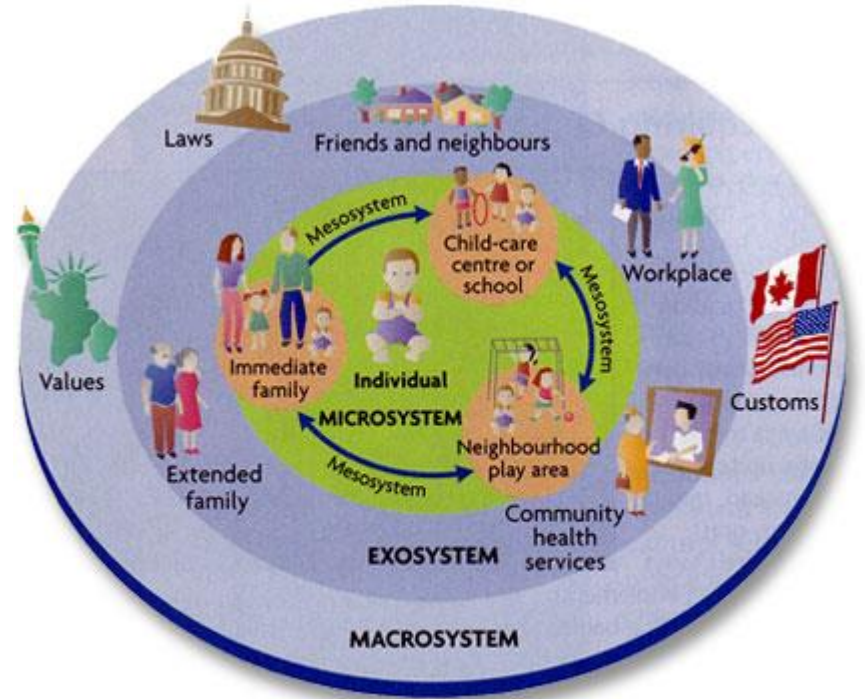 Laws
Friends and neighbours
Mesosystem
Child-care
centre or
school
Workplace
Mesosystem
Values
Immediate
family
Individual
Customs
MICROSYSTEM
Neighbourhood
play area
Mesosystem
Extended
family
Community
health
services
EXOSYSTEM
MACROSYSTEM